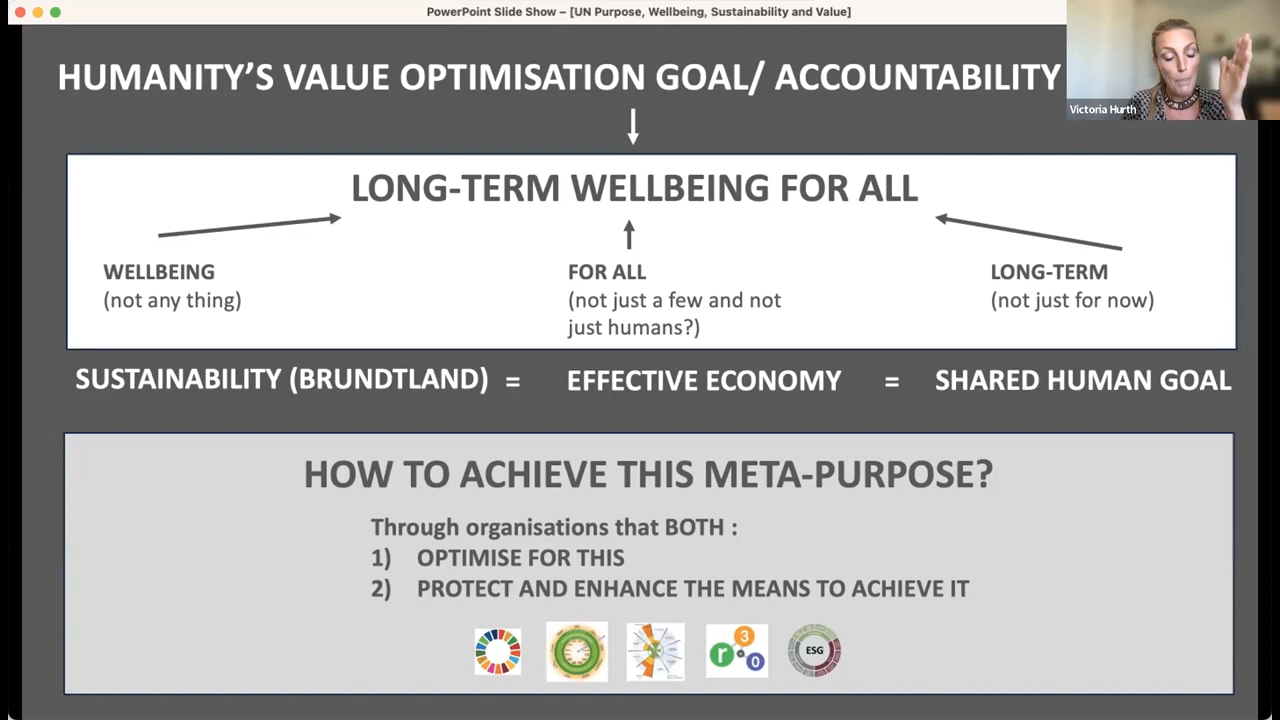 PowerPoint Slide Show – [UN Purpose, Wellbeing, Sustainability and Value]
HUMANITY’S VALUE OPTIMISATION GOAL/ ACCOUNTABILITY
Victoria Hurth
LONG-TERM WELLBEING FOR ALL
WELLBEING
(not any thing)
FOR ALL
(not just a few and not
just humans?)
LONG-TERM
(not just for now)
SUSTAINABILITY (BRUNDTLAND) = EFFECTIVE ECONOMY = SHARED HUMAN GOAL
HOW TO ACHIEVE THIS META-PURPOSE?
Through organisations that BOTH :
1) OPTIMISE FOR THIS
2) PROTECT AND ENHANCE THE MEANS TO ACHIEVE IT
r3.0
ESG